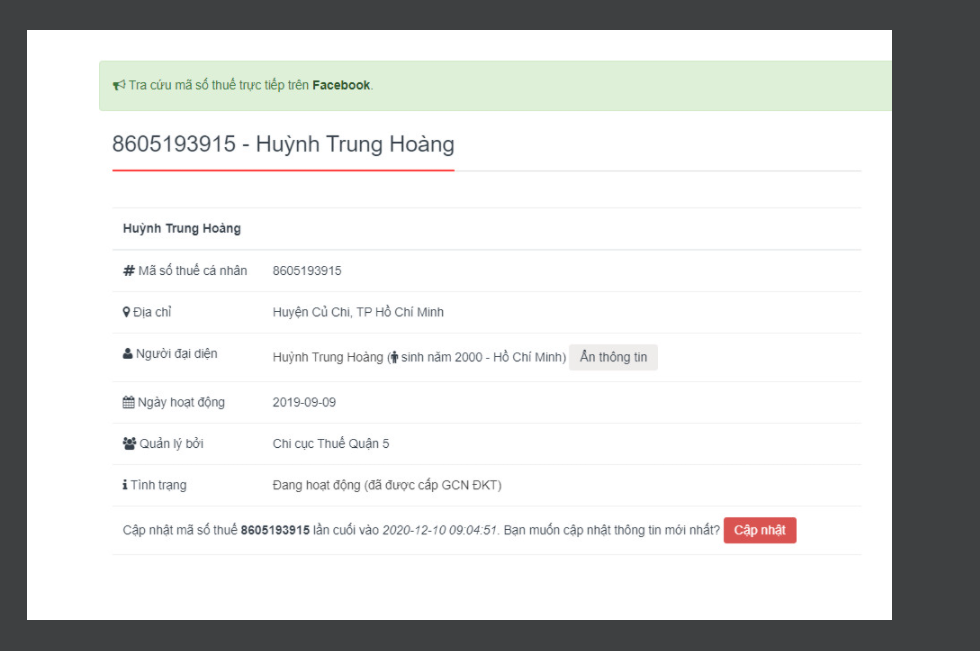 Tra cứu mã số thuế trực tiếp trên Facebook.
8605193915 - Huỳnh Trung Hoàng
Huỳnh Trung Hoàng
# Mã số thuế cá nhân 8605193915
Địa chỉ Huyện Củ Chi, TP Hồ Chí Minh
Người đại diện Huỳnh Trung Hoàng ( sinh năm 2000 - Hồ Chí Minh) Ẩn thông tin
Ngày hoạt động 2019-09-09
Quản lý bởi Chi cục Thuế Quận 5
Tình trạng Đang hoạt động (đã được cấp GCN ĐKT)
Cập nhật mã số thuế 8605193915 lần cuối vào 2020-12-10 09:04:51. Bạn muốn cập nhật thông tin mới nhất? Cập nhật